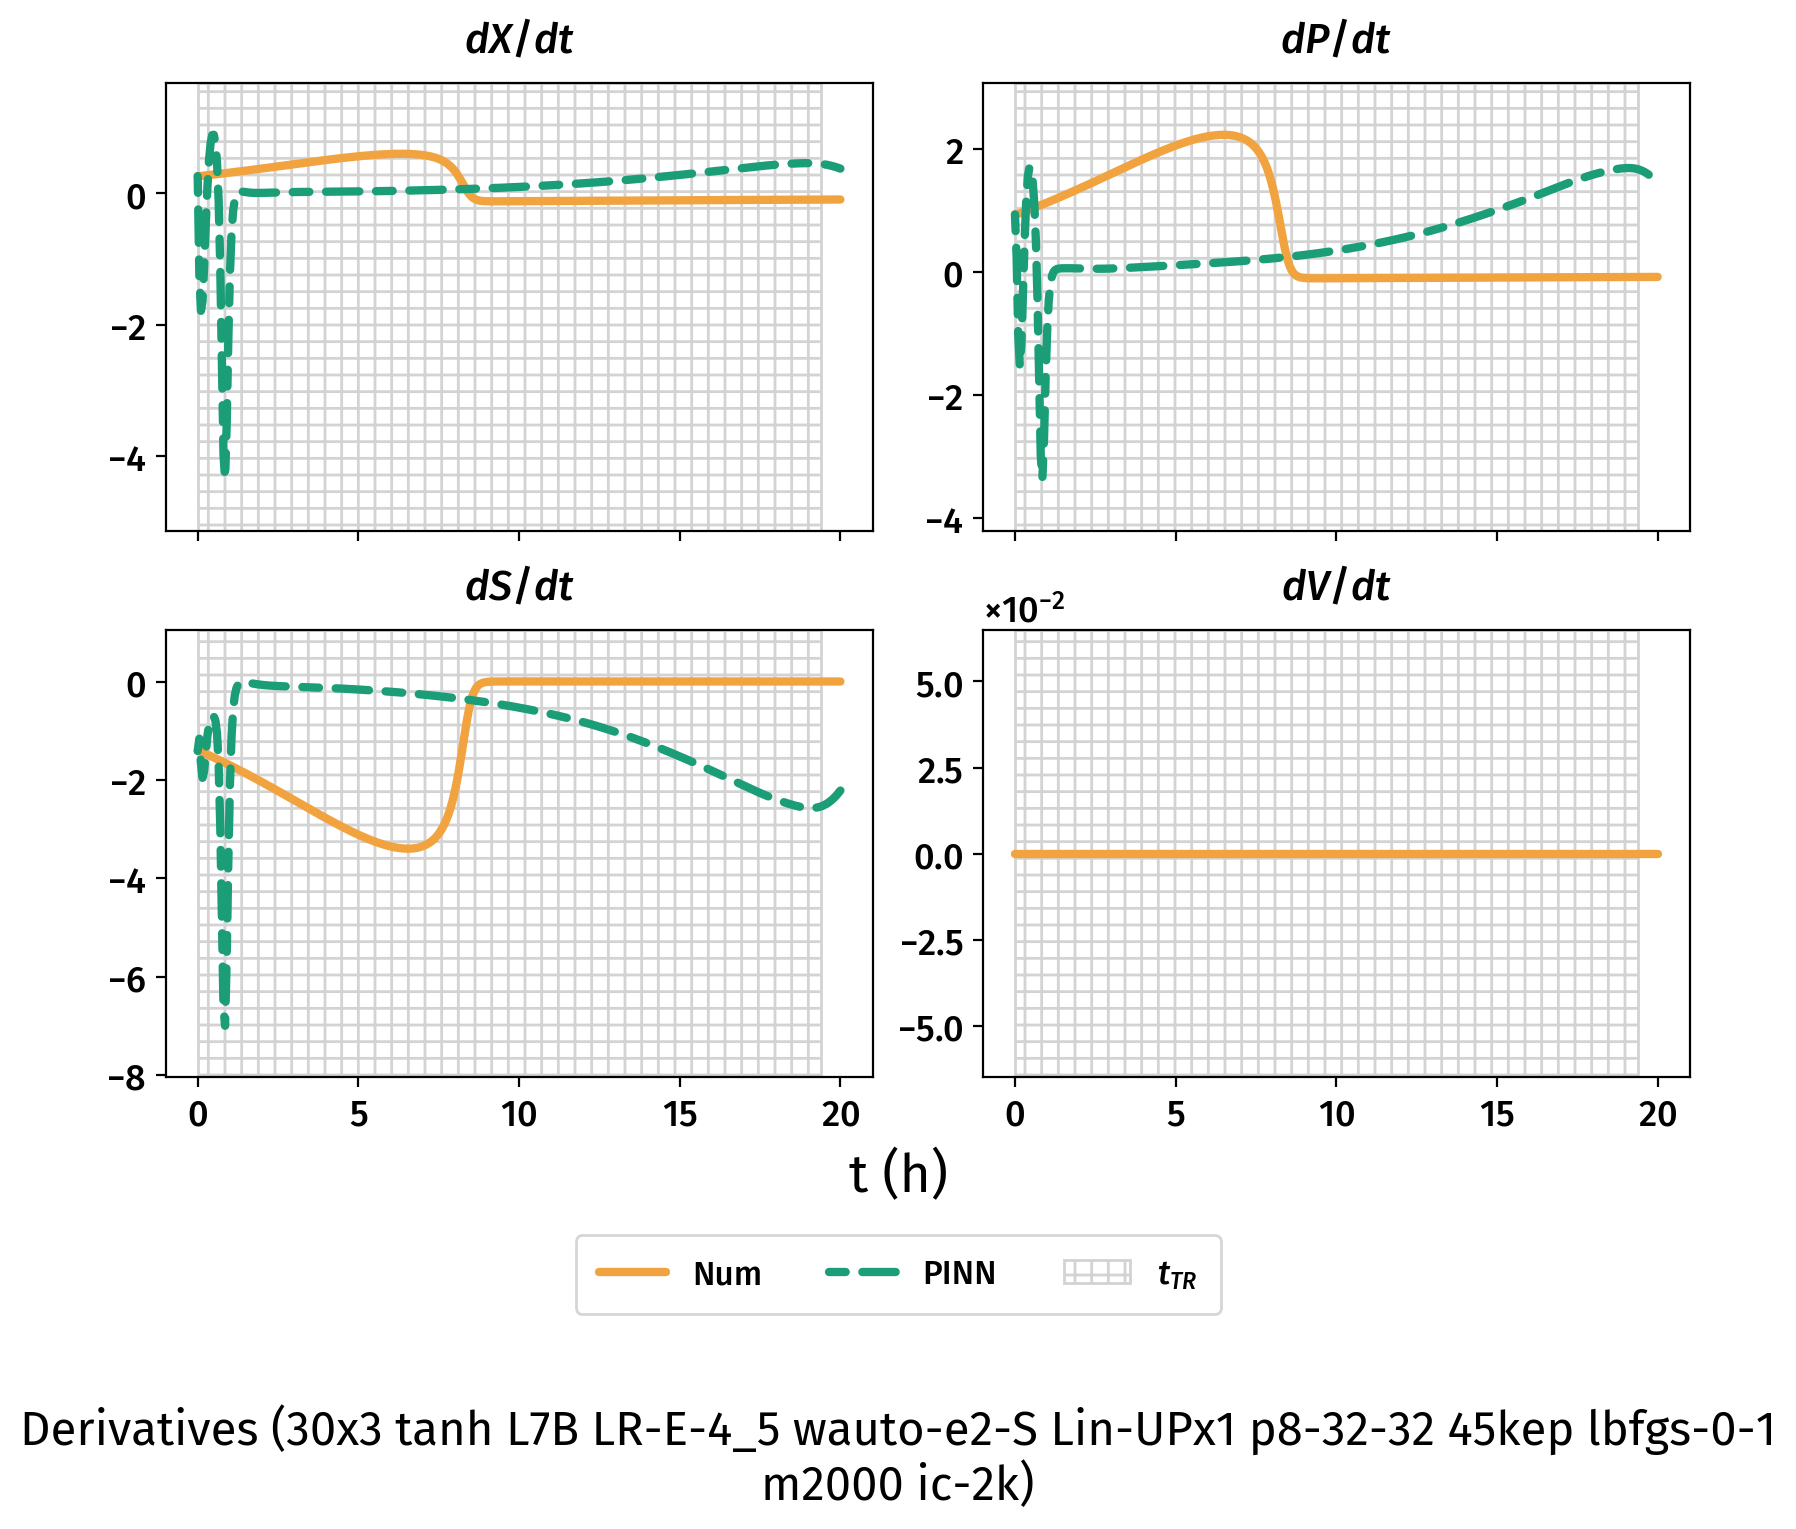 dX/dt
dP/dt
0
−2
−4
2
0
−2
−4
dS/dt
dV/dt
×10⁻²
0
−2
−4
−6
−8
5.0
2.5
0.0
−2.5
−5.0
0 5 10 15 20
0 5 10 15 20
t (h)
Num PINN t_TR
Derivatives (30x3 tanh L7B LR-E-4_5 wauto-e2-S Lin-UPx1 p8-32-32 45kep lbfgs-0-1
m2000 ic-2k)